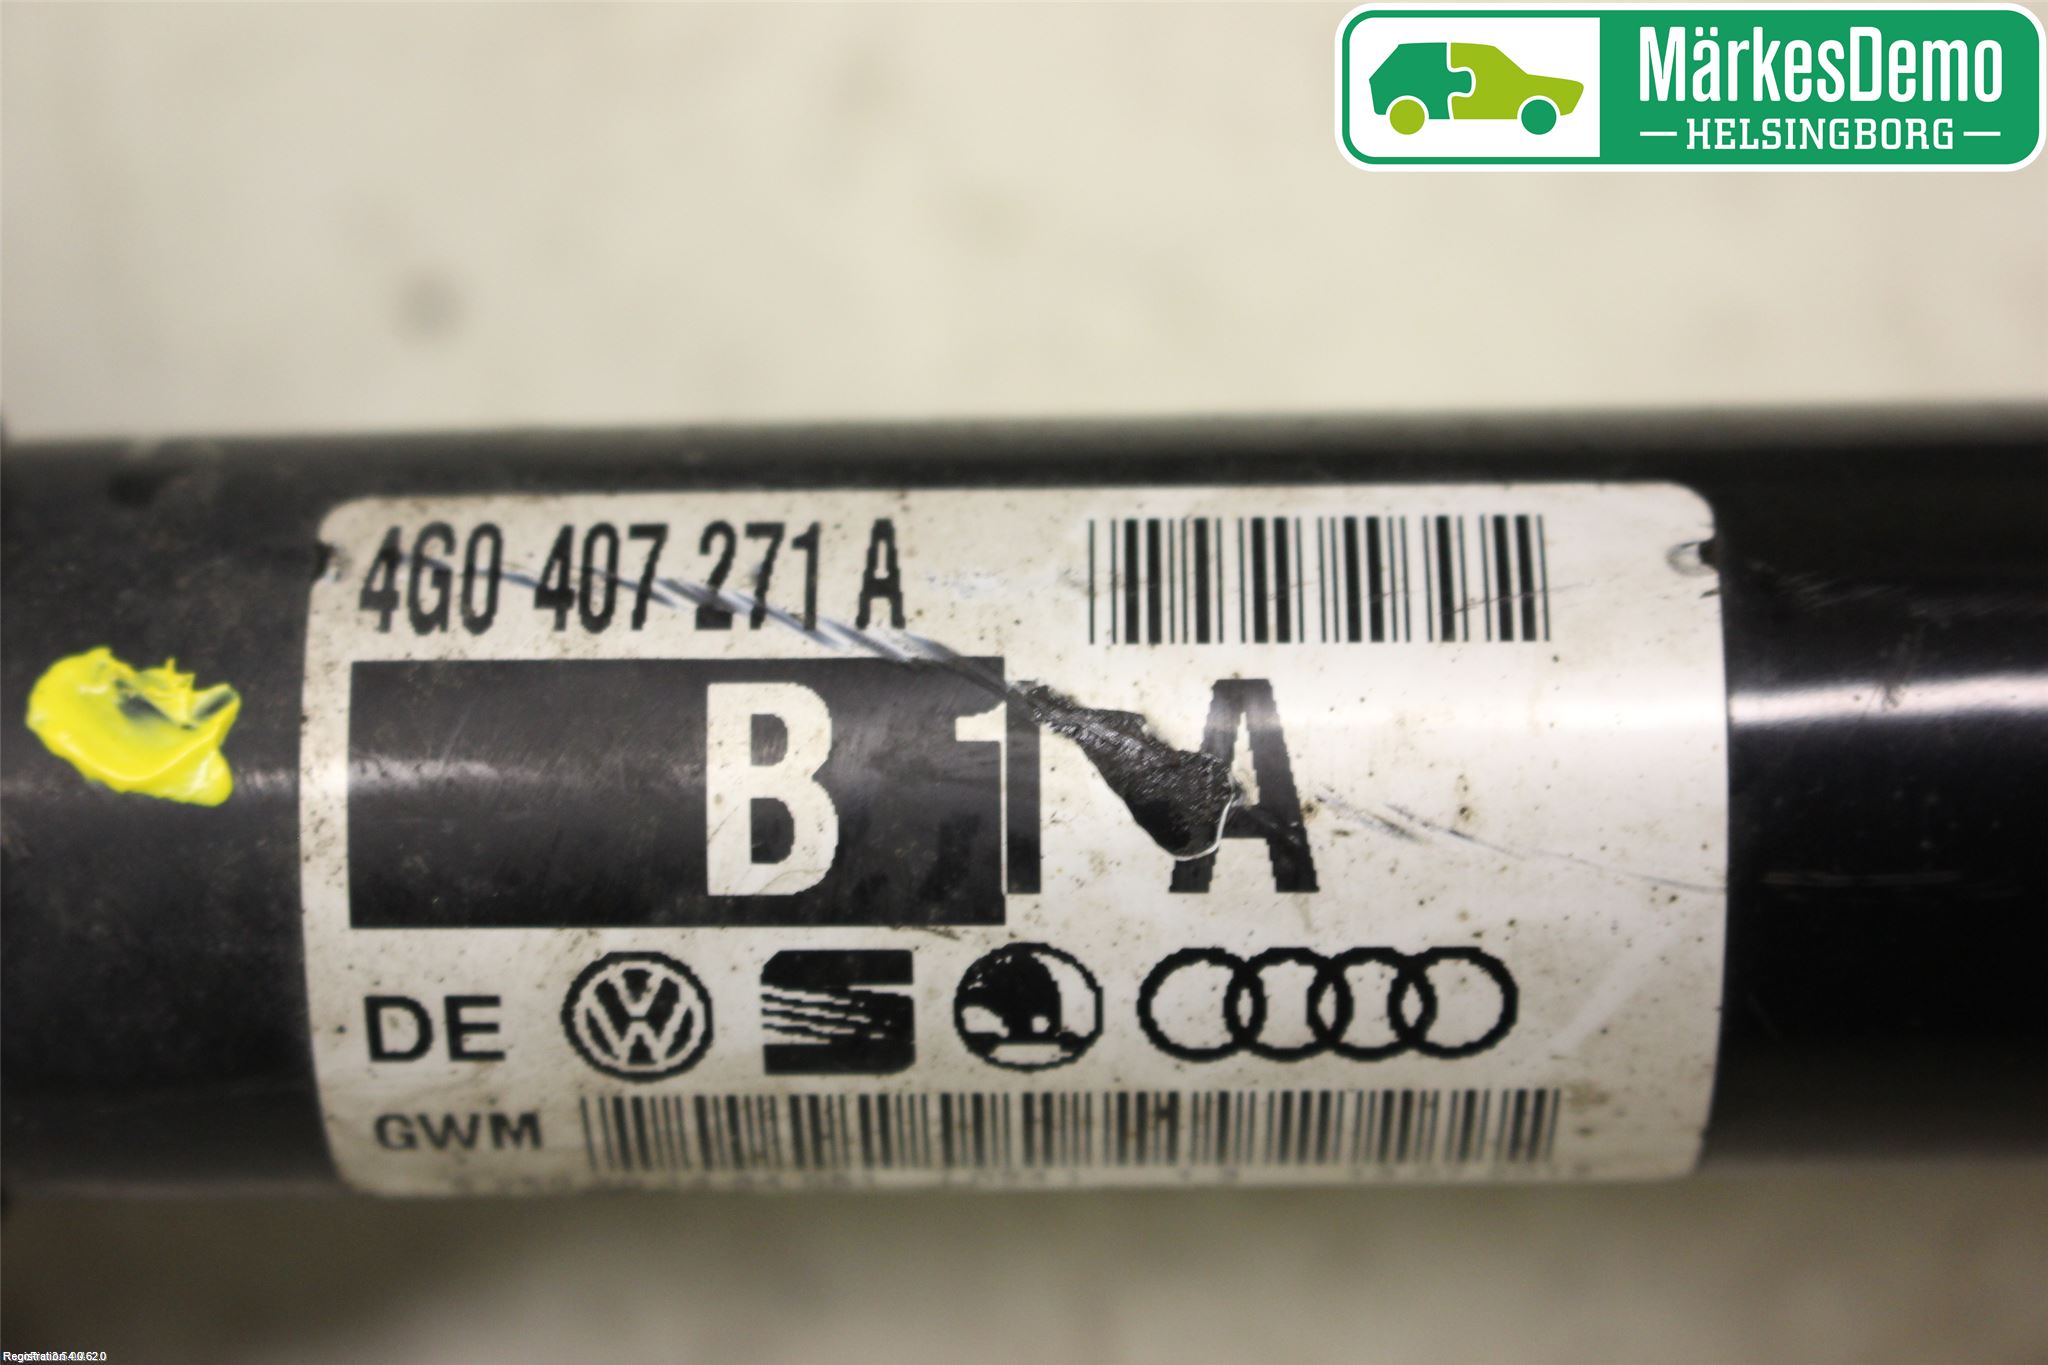 MärkesDemo
HELSINGBORG
4G0 407 271 A
B 1 A
DE
GWM